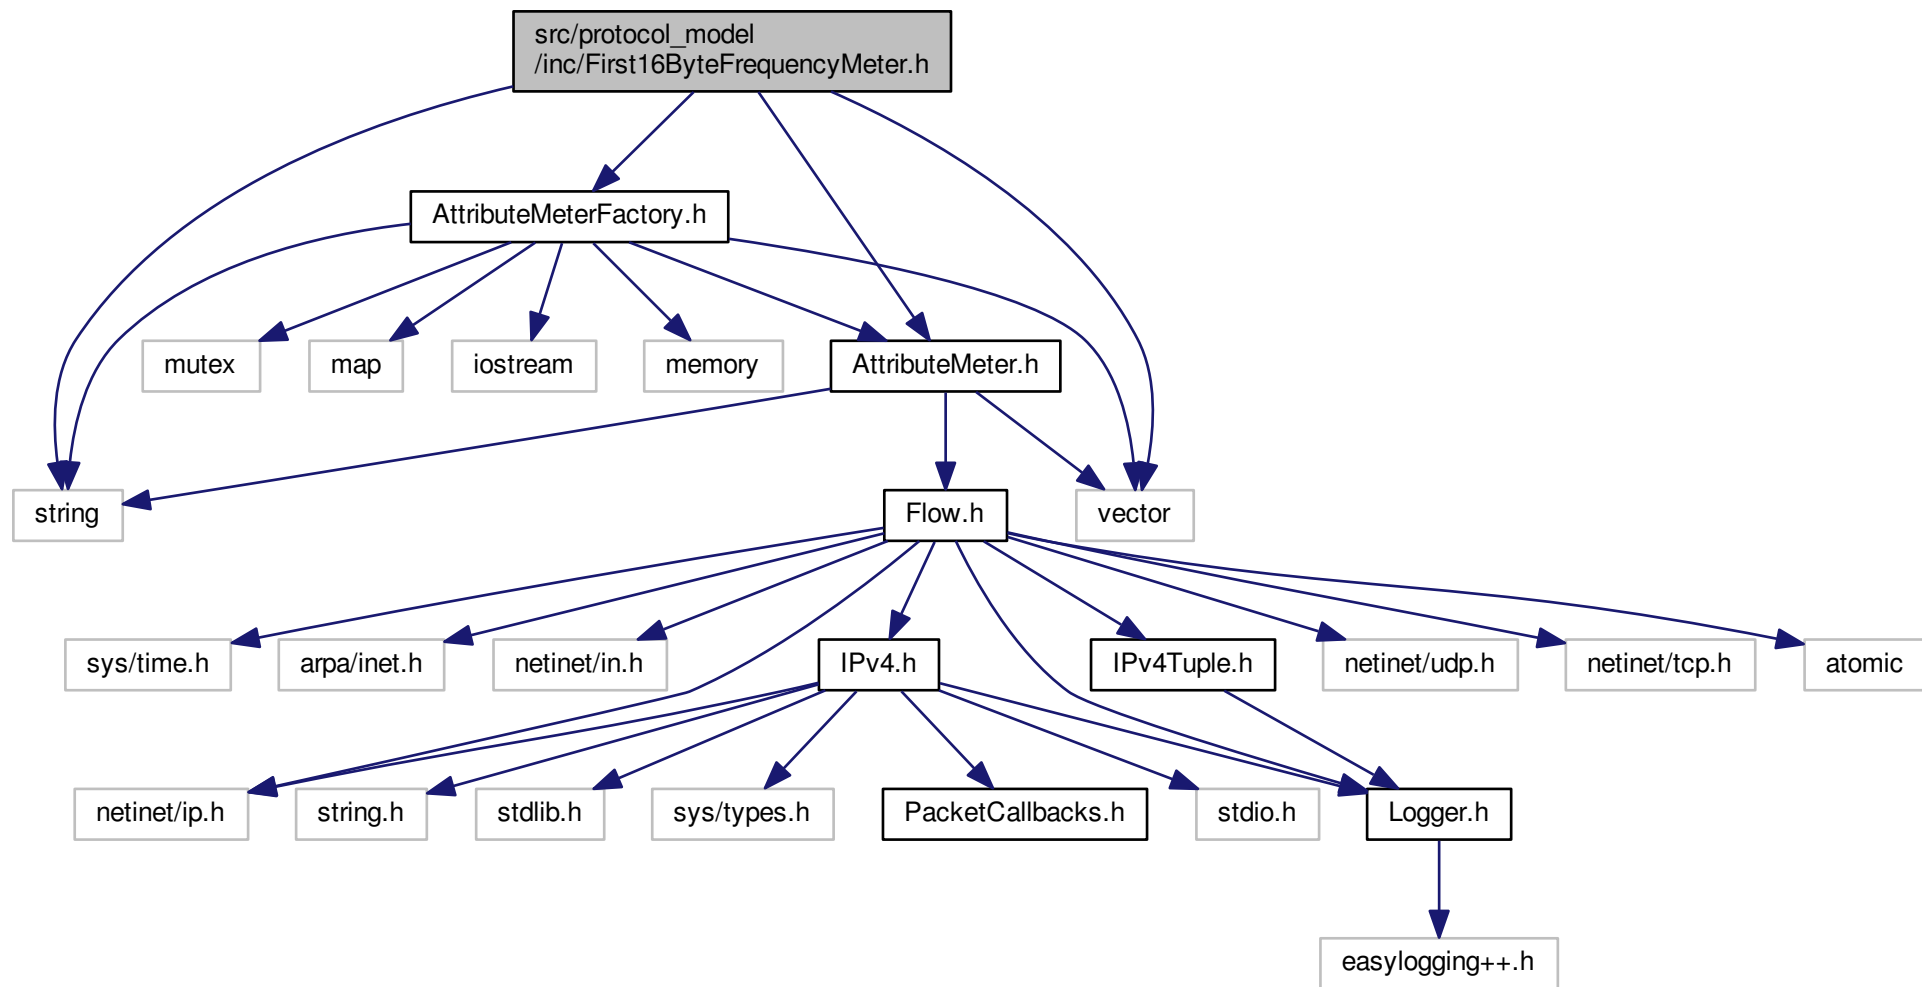 src/protocol_model
/inc/First16ByteFrequencyMeter.h
AttributeMeterFactory.h
mutex
map
iostream
memory
AttributeMeter.h
string
Flow.h
vector
sys/time.h
arpa/inet.h
netinet/in.h
IPv4.h
IPv4Tuple.h
netinet/udp.h
netinet/tcp.h
atomic
netinet/ip.h
string.h
stdlib.h
sys/types.h
PacketCallbacks.h
stdio.h
Logger.h
easylogging++.h